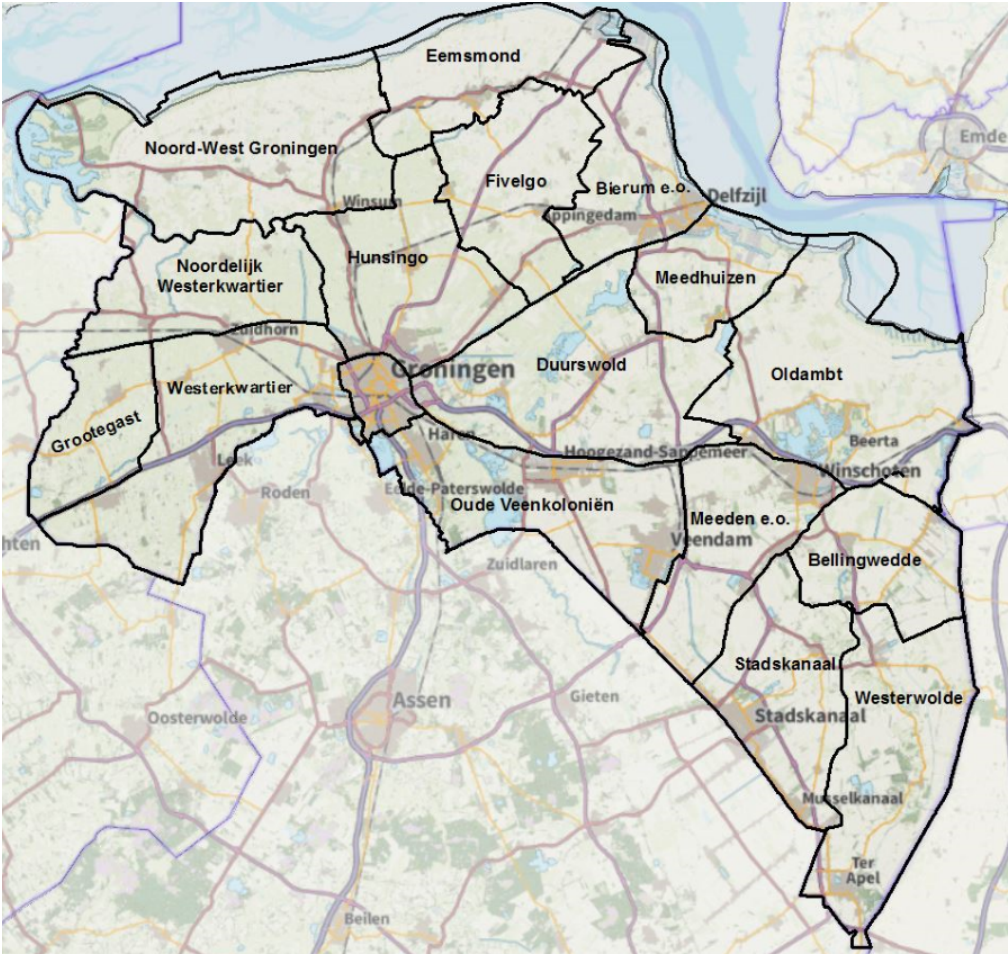 Eemsmond
Noord-West Groningen
Emde
Fivelgo
Bierum e.o.
Delfzijl
Winsum
Appingedam
Hunsingo
Noordelijk
Westerkwartier
Meedhuizen
Zuidhorn
Groningen
Duurswold
Oldambt
Westerkwartier
Grootegast
Haren
Beerta
Leek
Hoogezand-Sappemeer
Winschoten
Roden
Eelde-Paterswolde
Oude Veenkoloniën
Meeden e.o.
Veendam
chten
Zuidlaren
Bellingwedde
Stadskanaal
Assen
Gieten
Westerwolde
Oosterwolde
Stadskanaal
Musselkanaal
Ter
Apel
Beilen